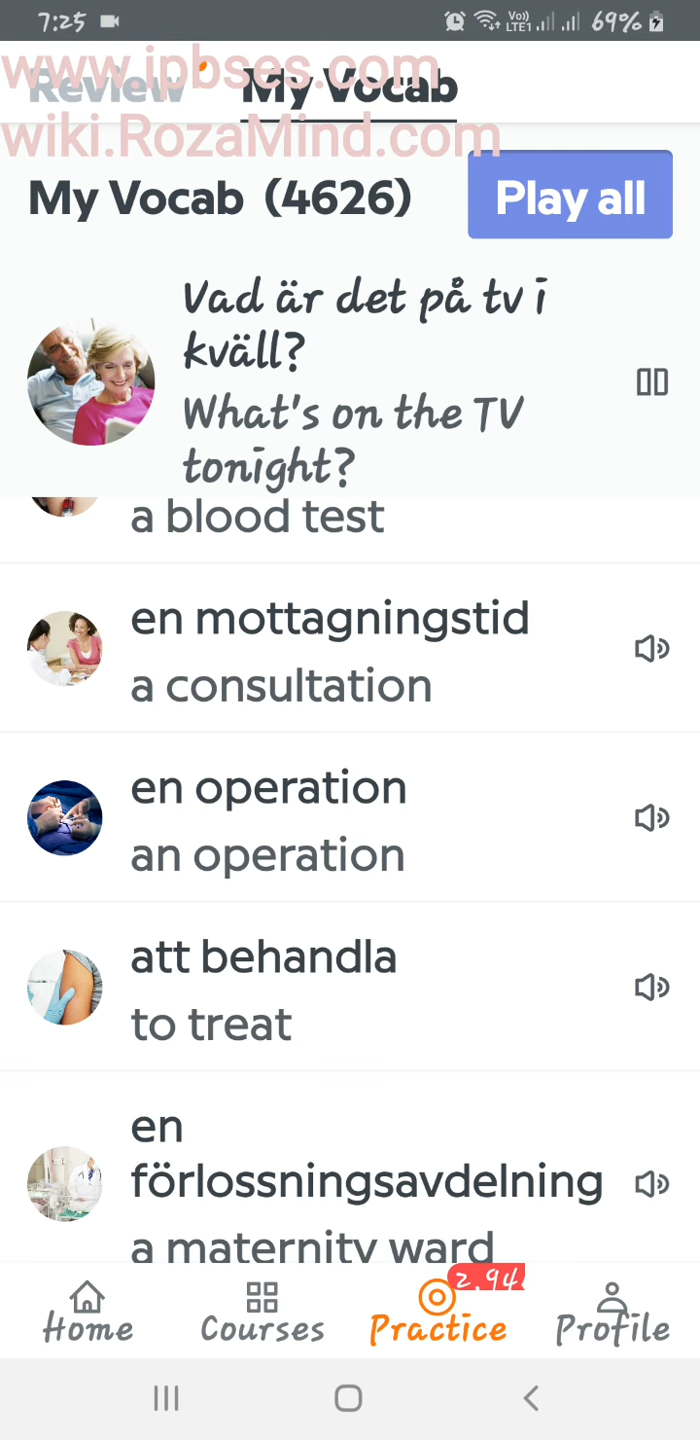 7:25
Vo))
LTE1
69%
www.ipbses.com
Review
My Vocab
wiki.RozaMind.com
My Vocab (4626)
Play all
Vad är det på tv i
kväll?
What's on the TV
tonight?
a blood test
en mottagningstid
a consultation
en operation
an operation
att behandla
to treat
en
förlossningsavdelning
a maternity ward
2,94
Home
Courses
Practice
Profile